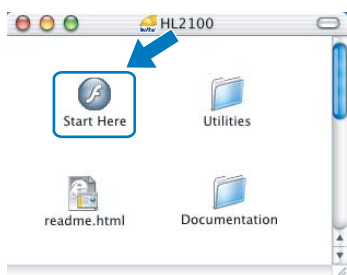 HL2100
Start Here
Utilities
readme.html
Documentation